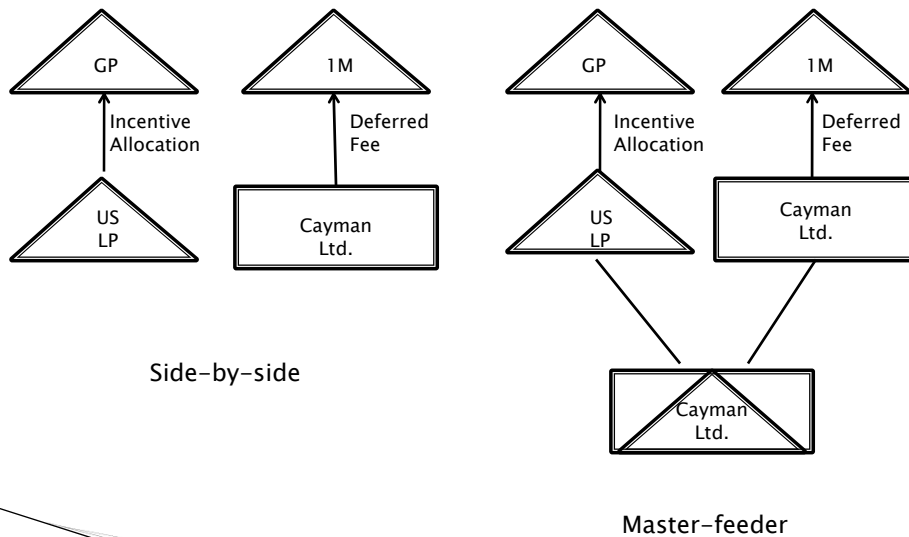 GP
1M
Incentive
Allocation
Deferred
Fee
US
LP
Cayman
Ltd.
Side-by-side
GP
1M
Incentive
Allocation
Deferred
Fee
US
LP
Cayman
Ltd.
Cayman
Ltd.
Master-feeder